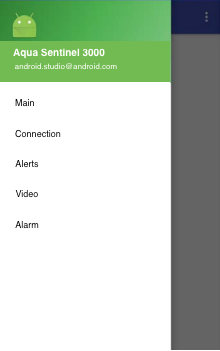 Aqua Sentinel 3000
android.studio@android.com
Main
Connection
Alerts
Video
Alarm